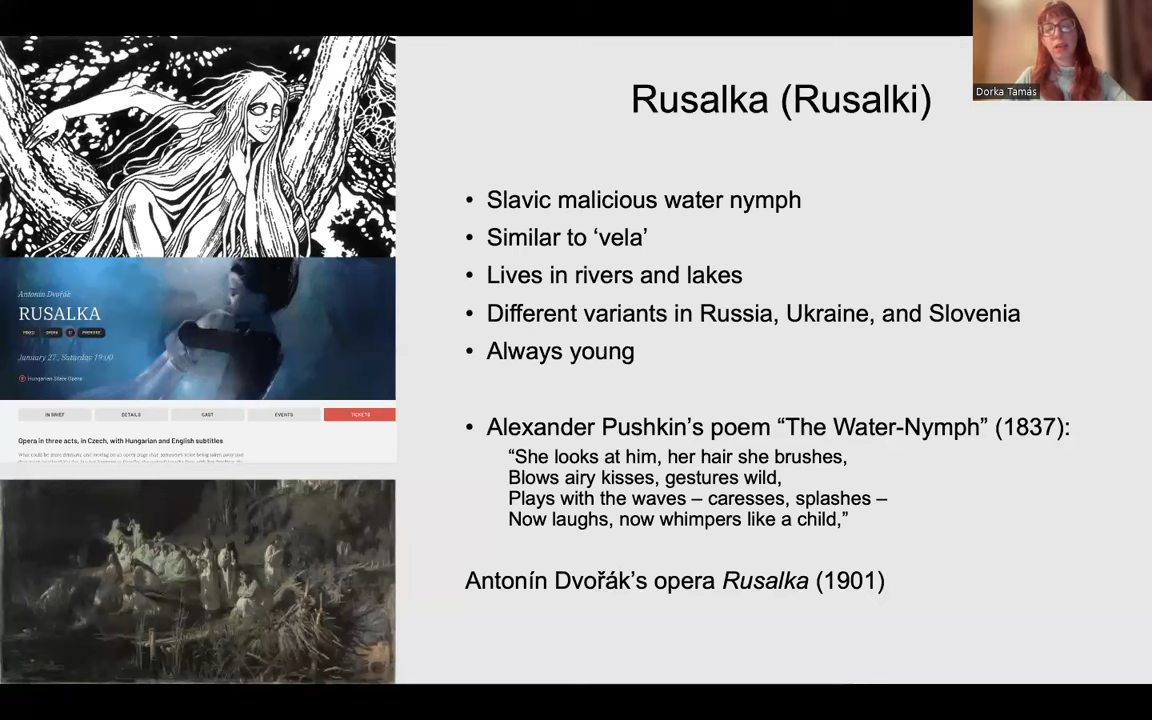 Antonín Dvořák
RUSALKA
OPERA
PREMIERE
January 27., Saturday 19:00
Hungarian State Opera
IN BRIEF
DETAILS
CAST
EVENTS
TICKETS
Opera in three acts, in Czech, with Hungarian and English subtitles
Rusalka (Rusalki)
Dorka Tamás
• Slavic malicious water nymph
• Similar to ‘vela’
• Lives in rivers and lakes
• Different variants in Russia, Ukraine, and Slovenia
• Always young
• Alexander Pushkin’s poem “The Water-Nymph” (1837):
“She looks at him, her hair she brushes,
Blows airy kisses, gestures wild,
Plays with the waves – caresses, splashes –
Now laughs, now whimpers like a child,”
Antonín Dvořák’s opera Rusalka (1901)